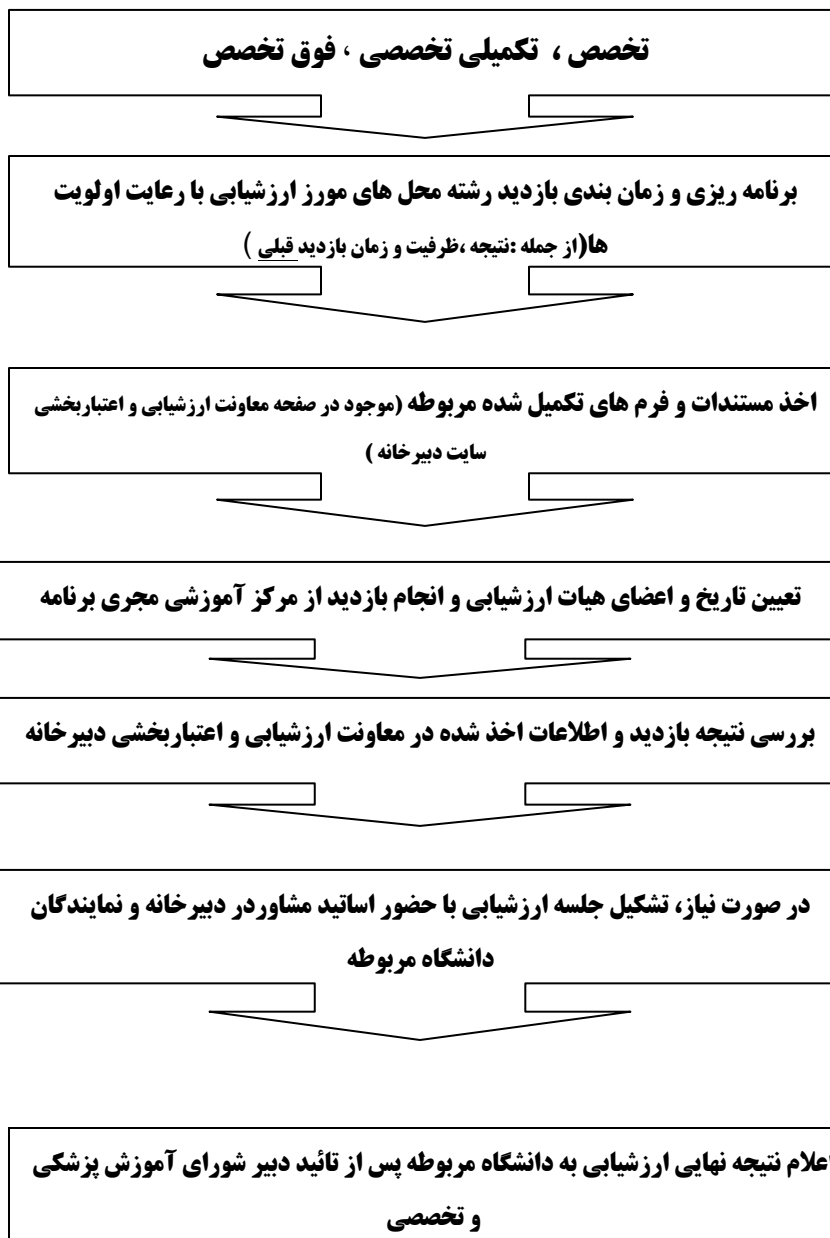 تخصص ، تکمیلی تخصصی ، فوق تخصص
برنامه ریزی و زمان بندی بازدید رشته محل های مورز ارزشیابی با رعایت اولویت
ها(از جمله :نتیجه ،ظرفیت و زمان بازدید قبلی )
اخذ مستندات و فرم های تکمیل شده مربوطه (موجود در صفحه معاونت ارزشیابی و اعتباربخشی
سایت دبیرخانه )
تعیین تاریخ و اعضای هیات ارزشیابی و انجام بازدید از مرکز آموزشی مجری برنامه
بررسی نتیجه بازدید و اطلاعات اخذ شده در معاونت ارزشیابی و اعتباربخشی دبیرخانه
در صورت نیاز، تشکیل جلسه ارزشیابی با حضور اساتید مشاوردر دبیرخانه و نمایندگان
دانشگاه مربوطه
اعلام نتیجه نهایی ارزشیابی به دانشگاه مربوطه پس از تائید دبیر شورای آموزش پزشکی
و تخصصی